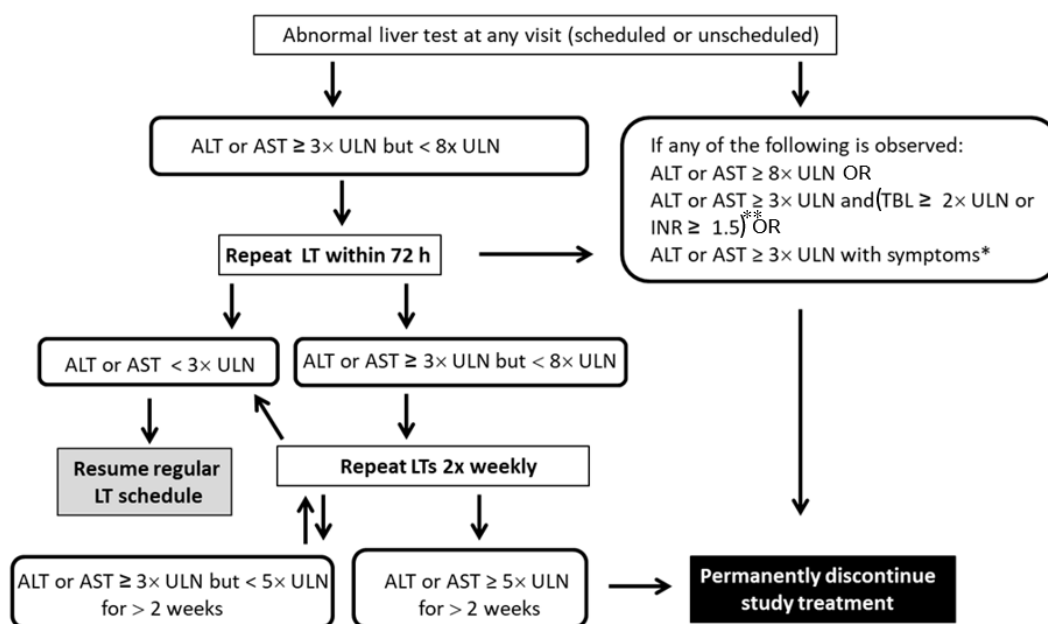 Abnormal liver test at any visit (scheduled or unscheduled)
ALT or AST ≥ 3× ULN but < 8x ULN
If any of the following is observed:
ALT or AST ≥ 8× ULN OR
ALT or AST ≥ 3× ULN and(TBL ≥ 2× ULN or
INR ≥ 1.5)**OR
ALT or AST ≥ 3× ULN with symptoms*
Repeat LT within 72 h
ALT or AST < 3× ULN
ALT or AST ≥ 3× ULN but < 8× ULN
Resume regular
LT schedule
Repeat LTs 2x weekly
ALT or AST ≥ 3× ULN but < 5× ULN
for > 2 weeks
ALT or AST ≥ 5× ULN
for > 2 weeks
Permanently discontinue
study treatment